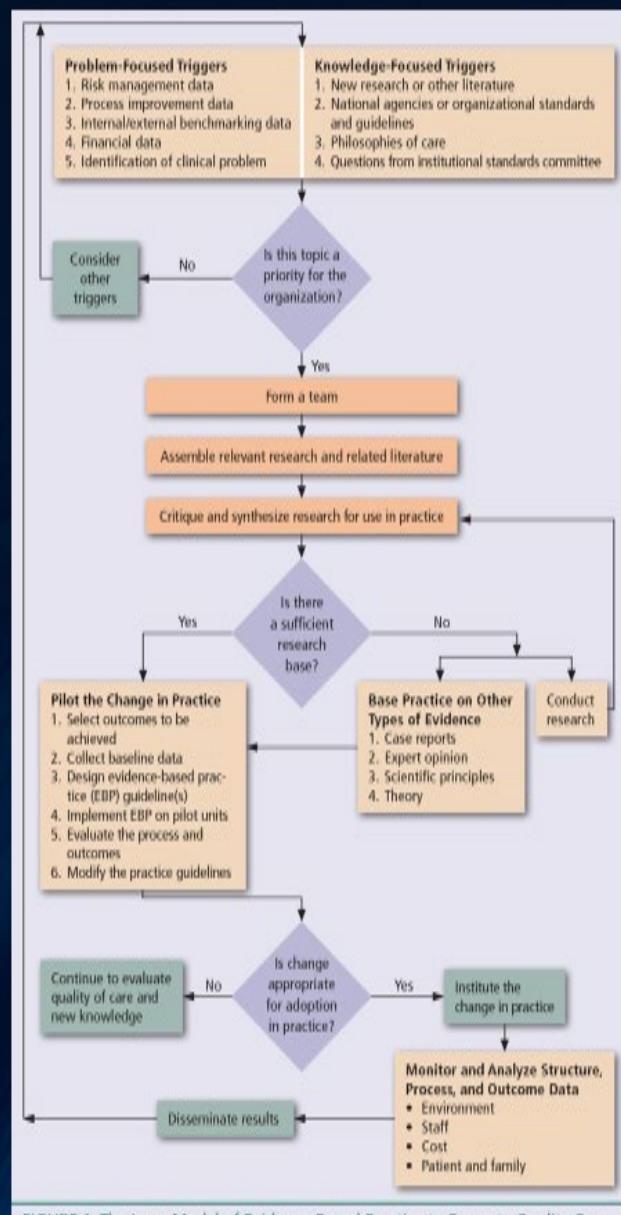 Problem-Focused Triggers
1. Risk management data
2. Process improvement data
3. Internal/external benchmarking data
4. Financial data
5. Identification of clinical problem
Knowledge-Focused Triggers
1. New research or other literature
2. National agencies or organizational standards
and guidelines
3. Philosophies of care
4. Questions from institutional standards committee
Is this topic a
priority for the
organization?
No
Consider
other
triggers
Yes
Form a team
Assemble relevant research and related literature
Critique and synthesize research for use in practice
Is there
a sufficient
research
base?
Yes
No
Pilot the Change in Practice
1. Select outcomes to be
achieved
2. Collect baseline data
3. Design evidence-based prac-
tice (EBP) guideline(s)
4. Implement EBP on pilot units
5. Evaluate the process and
outcomes
6. Modify the practice guidelines
Base Practice on Other
Types of Evidence
1. Case reports
2. Expert opinion
3. Scientific principles
4. Theory
Conduct
research
Is change
appropriate
for adoption
in practice?
No
Continue to evaluate
quality of care and
new knowledge
Yes
Institute the
change in practice
Monitor and Analyze Structure,
Process, and Outcome Data
• Environment
• Staff
• Cost
• Patient and family
Disseminate results